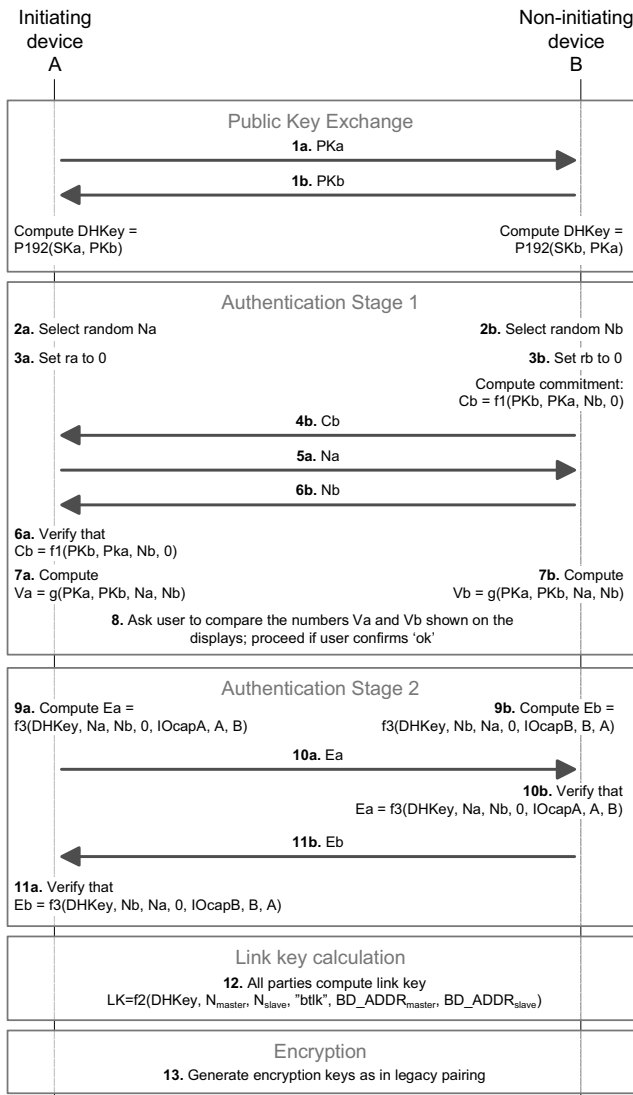 Initiating device A
Non-initiating device B
Public Key Exchange
1a. PKa
1b. PKb
Compute DHKey =
P192(SKa, PKb)
Compute DHKey =
P192(SKb, PKa)
Authentication Stage 1
2a. Select random Na
2b. Select random Nb
3a. Set ra to 0
3b. Set rb to 0
Compute commitment:
Cb = f1(PKb, PKa, Nb, 0)
4b. Cb
5a. Na
6b. Nb
6a. Verify that
Cb = f1(PKb, Pka, Nb, 0)
7a. Compute
Va = g(PKa, PKb, Na, Nb)
7b. Compute
Vb = g(PKa, PKb, Na, Nb)
8. Ask user to compare the numbers Va and Vb shown on the
displays; proceed if user confirms ‘ok’
Authentication Stage 2
9a. Compute Ea =
f3(DHKey, Na, Nb, 0, IOcapA, A, B)
9b. Compute Eb =
f3(DHKey, Nb, Na, 0, IOcapB, B, A)
10a. Ea
10b. Verify that
Ea = f3(DHKey, Na, Nb, 0, IOcapA, A, B)
11b. Eb
11a. Verify that
Eb = f3(DHKey, Nb, Na, 0, IOcapB, B, A)
Link key calculation
12. All parties compute link key
LK=f2(DHKey, Nmaster, Nslave, ”btlk”, BD_ADDRmaster, BD_ADDRslave)
Encryption
13. Generate encryption keys as in legacy pairing